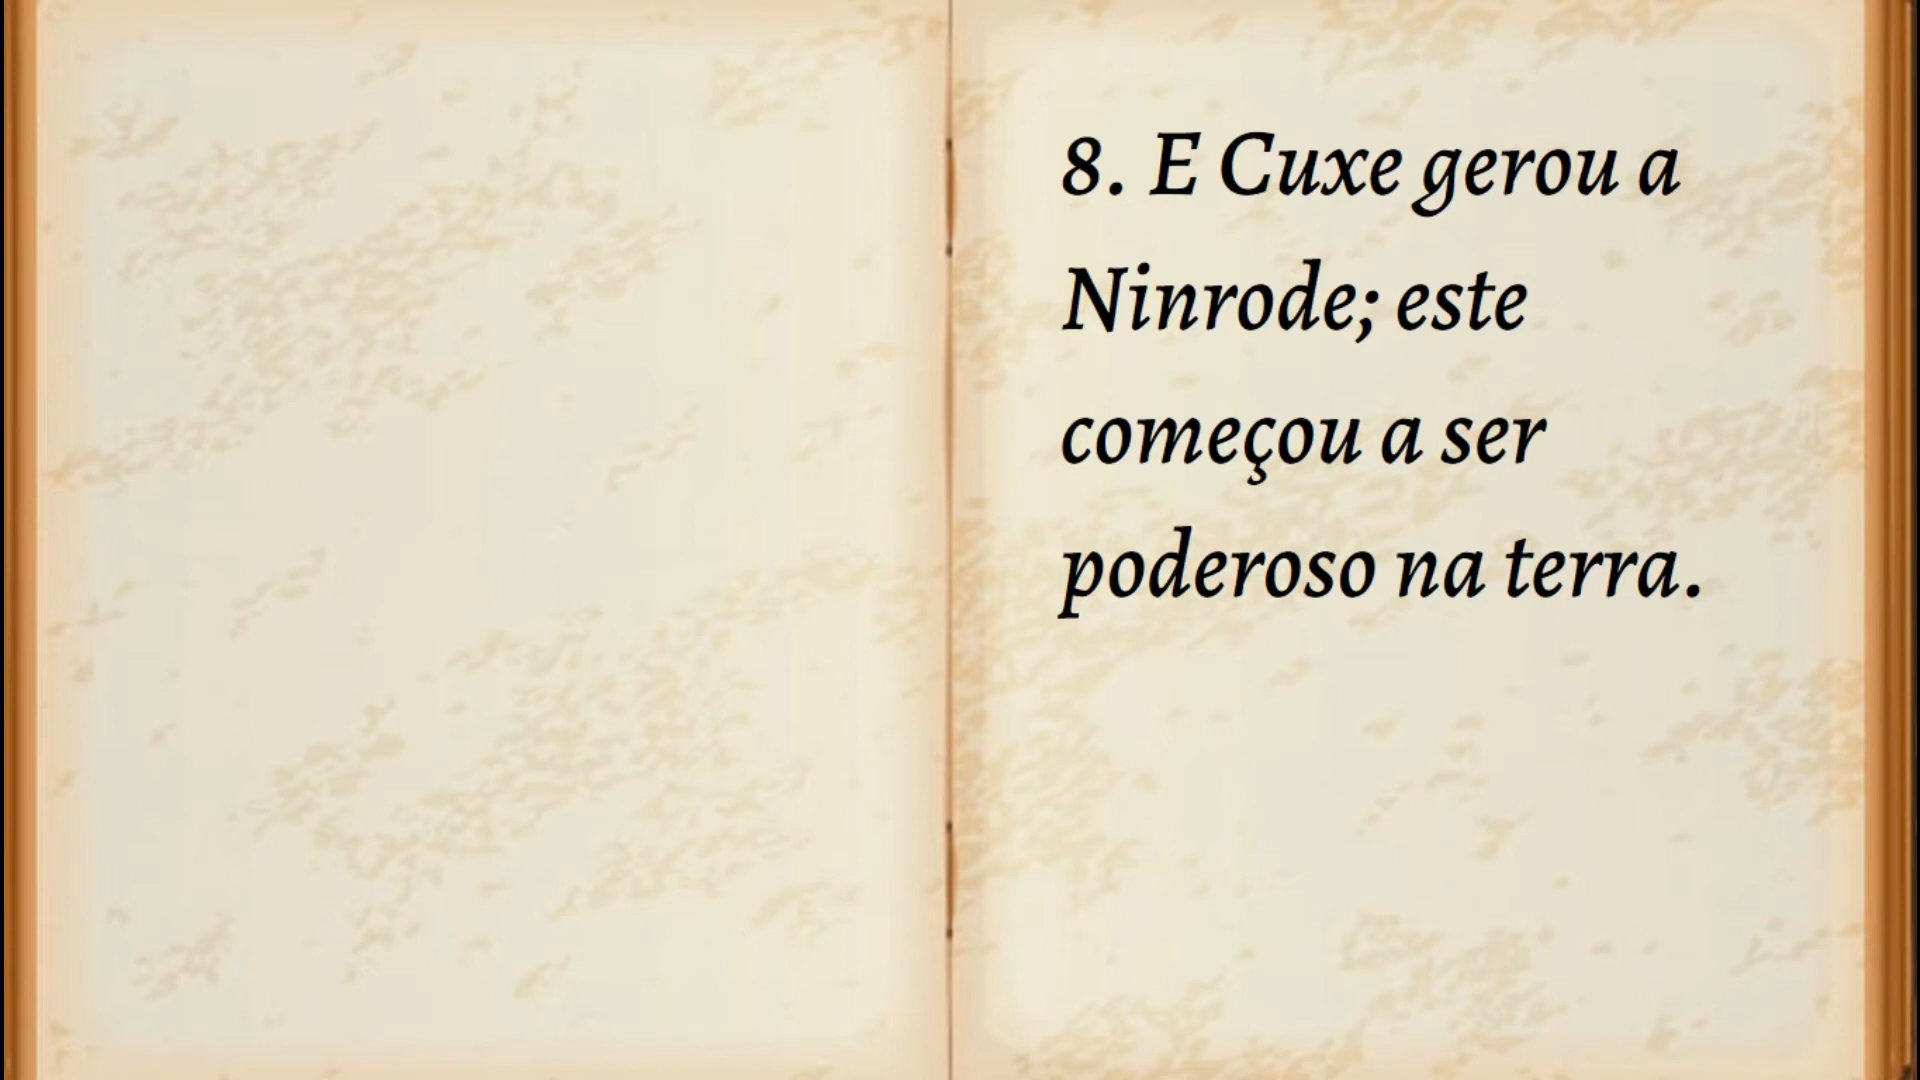 8. E Cuxe gerou a
Ninrode; este
começou a ser
poderoso na terra.